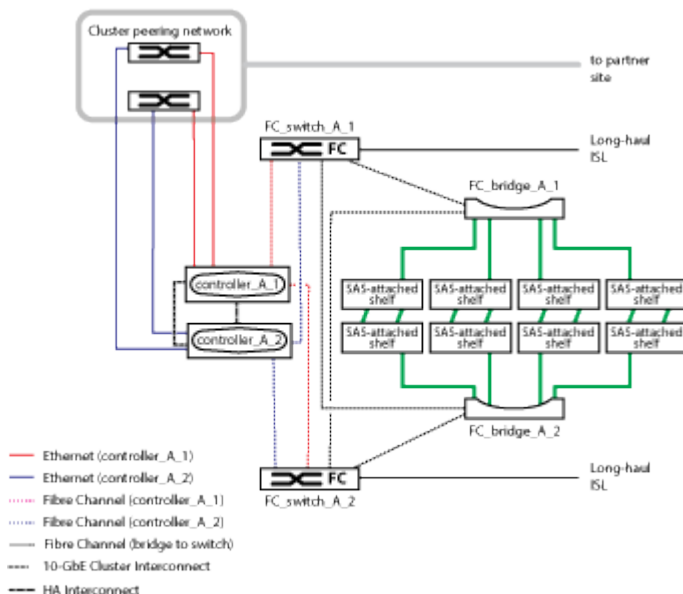 Cluster peering network
to partner
site
FC_switch_A_1
FC
Long-haul
ISL
FC_bridge_A_1
controller_A_1
controller_A_2
SAS-attached
shelf
SAS-attached
shelf
SAS-attached
shelf
SAS-attached
shelf
SAS-attached
shelf
SAS-attached
shelf
SAS-attached
shelf
SAS-attached
shelf
FC_bridge_A_2
FC
FC_switch_A_2
Long-haul
ISL
Ethernet (controller_A_1)
Ethernet (controller_A_2)
Fibre Channel (controller_A_1)
Fibre Channel (controller_A_2)
Fibre Channel (bridge to switch)
10-GbE Cluster Interconnect
HA Interconnect